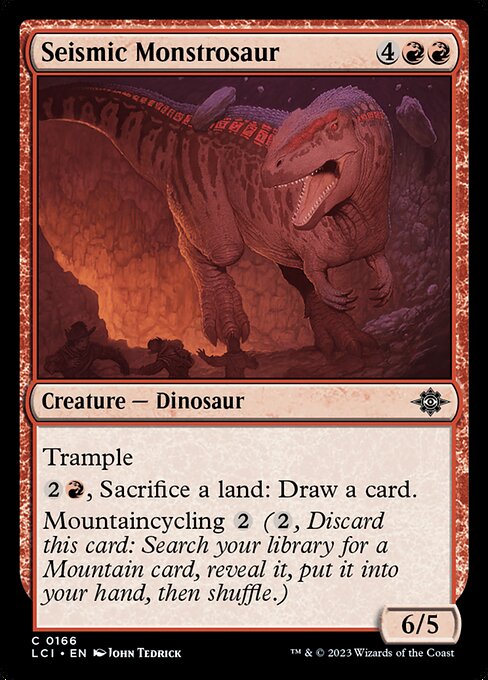 Seismic Monstrosaur 4
Creature — Dinosaur
Trample
2, Sacrifice a land: Draw a card.
Mountaincycling 2 (2, Discard
this card: Search your library for a
Mountain card, reveal it, put it into
your hand, then shuffle.)
6/5
C 0166
LCI • EN John Tedrick
™ & © 2023 Wizards of the Coast